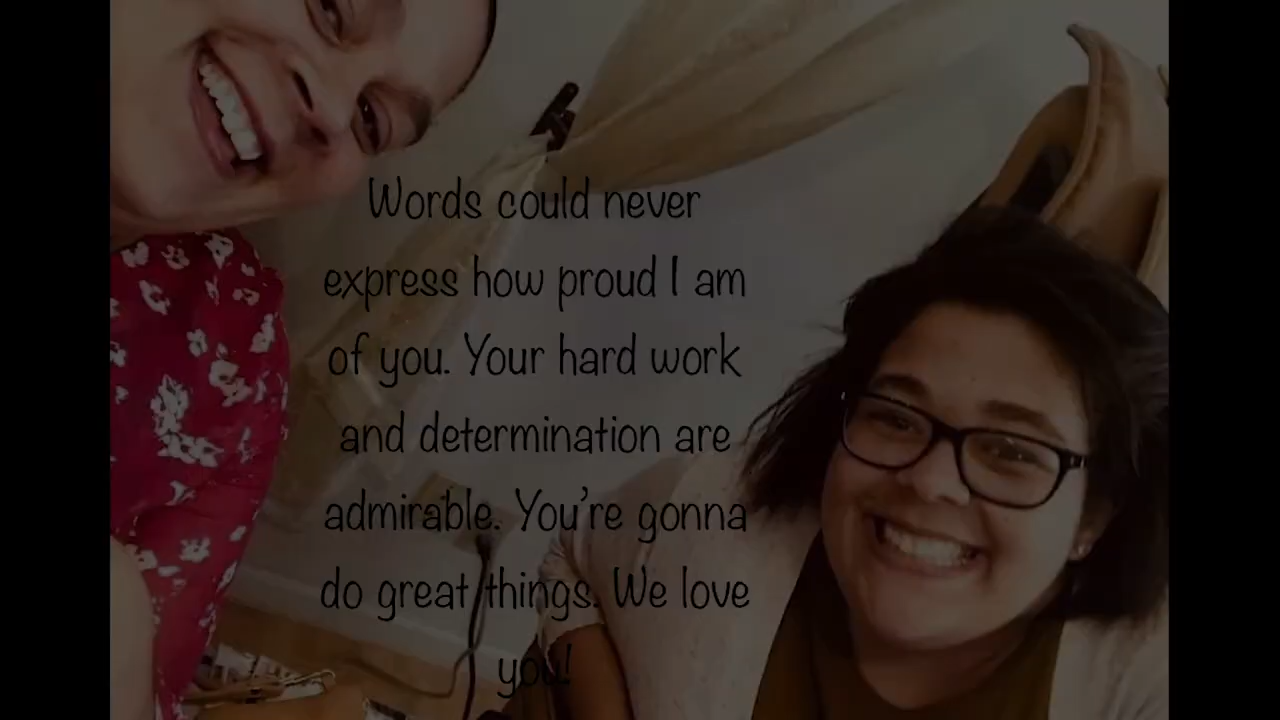 Words could never
express how proud I am
of you. Your hard work
and determination are
admirable. You're gonna
do great things. We love
you!